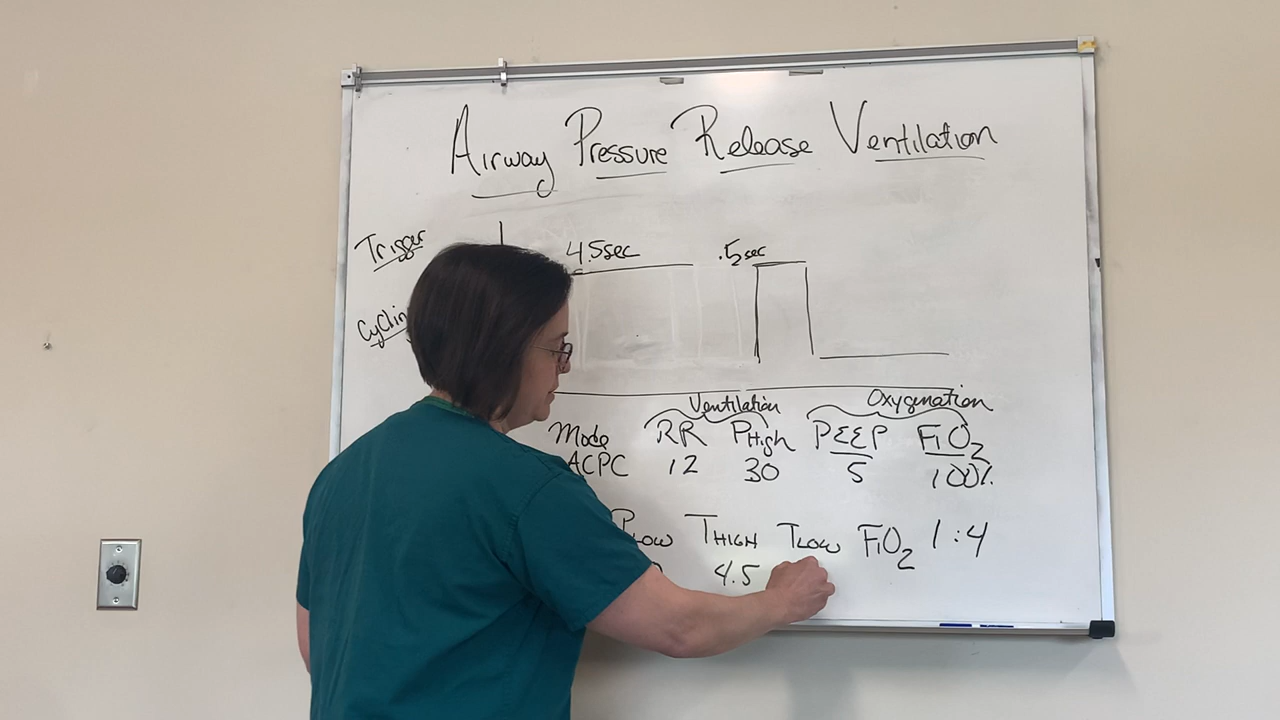 Airway Pressure Release Ventilation
Trigger
4.5sec .5sec
Ventilation Oxygenation
Mode RR PHigh PEEP FiO2
ACPC 12 30 5 100%
PLOW THIGH TLOW FiO2 1:4
4.5